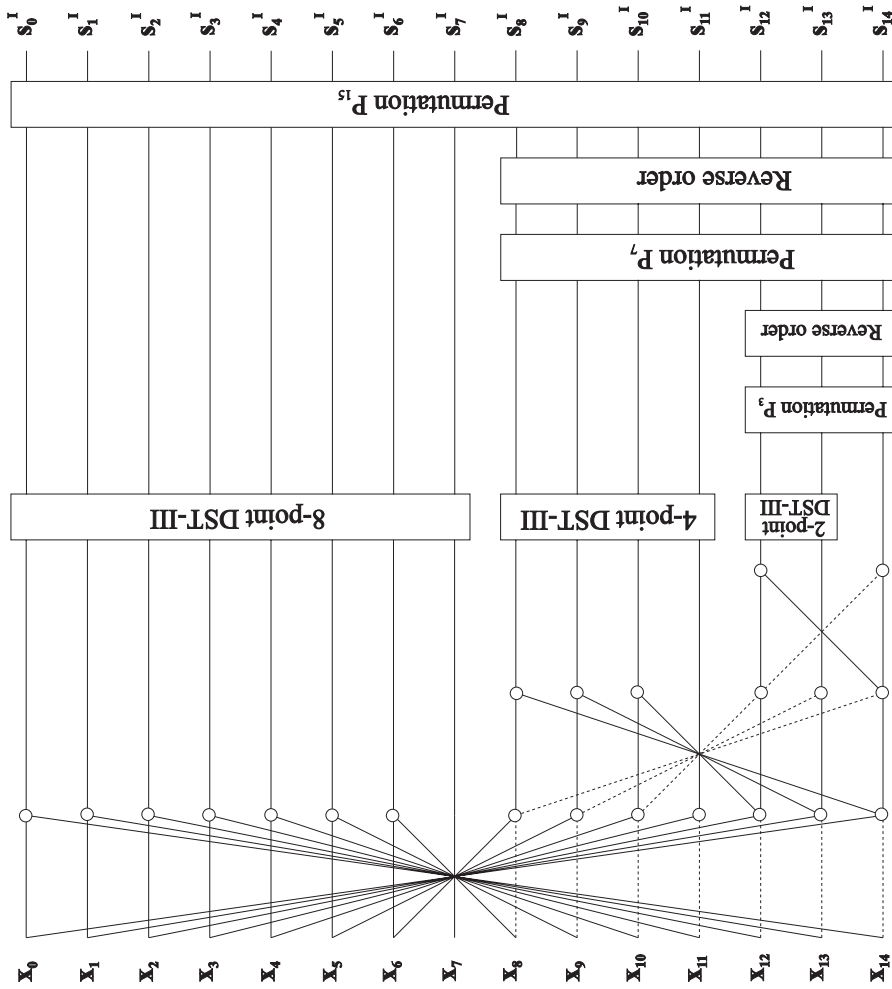 S^I_0 S^I_1 S^I_2 S^I_3 S^I_4 S^I_5 S^I_6 S^I_7 S^I_8 S^I_9 S^I_10 S^I_11 S^I_12 S^I_13 S^I_14
Permutation P_15
Reverse order
Permutation P_7
Reverse order
Permutation P_3
8-point DST-III
4-point DST-III
2-point
DST-III
X_0 X_1 X_2 X_3 X_4 X_5 X_6 X_7 X_8 X_9 X_10 X_11 X_12 X_13 X_14